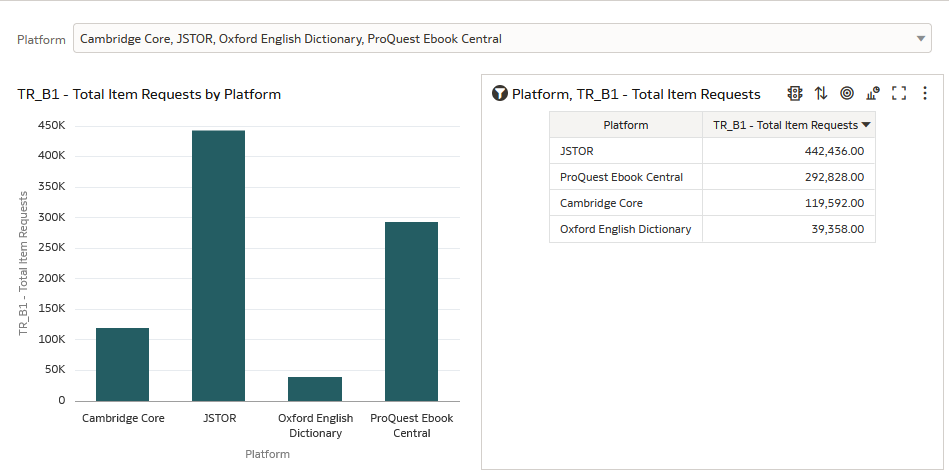 Platform
Cambridge Core, JSTOR, Oxford English Dictionary, ProQuest Ebook Central
TR_B1 - Total Item Requests by Platform
TR_B1 - Total Item Requests
450K
400K
350K
300K
250K
200K
150K
100K
50K
0
Cambridge Core
JSTOR
Oxford English
Dictionary
ProQuest Ebook
Central
Platform
Platform, TR_B1 - Total Item Requests
Platform TR_B1 - Total Item Requests
JSTOR 442,436.00
ProQuest Ebook Central 292,828.00
Cambridge Core 119,592.00
Oxford English Dictionary 39,358.00